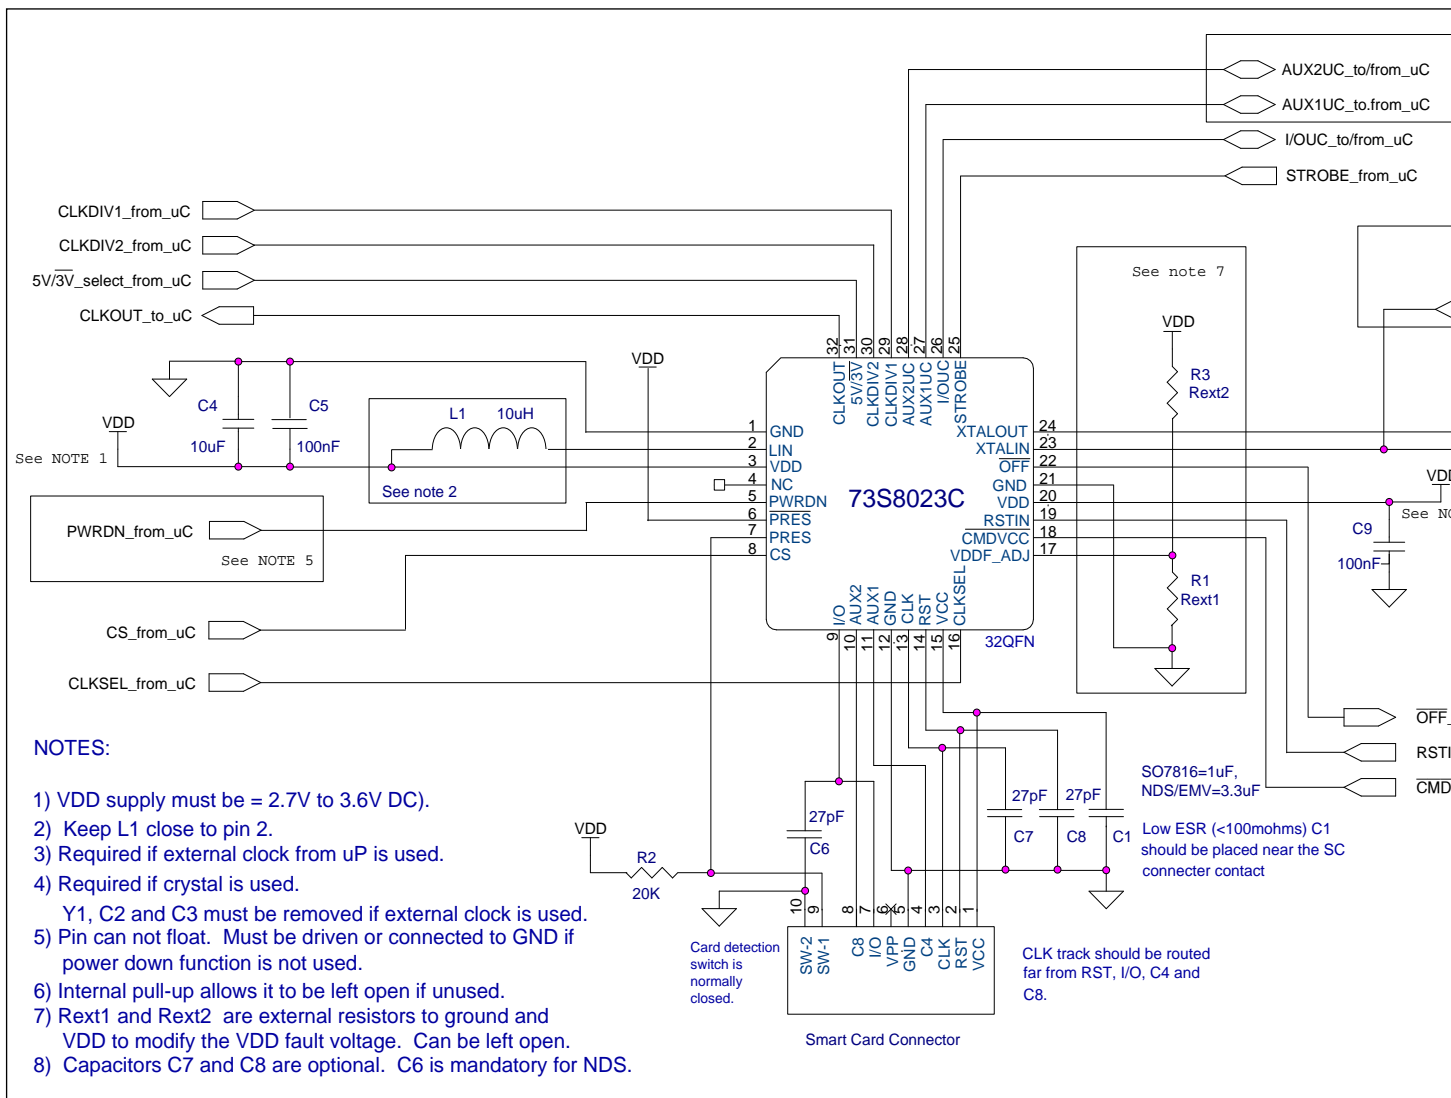 AUX2UC_to/from_uC
AUX1UC_to.from_uC
I/OUC_to/from_uC
STROBE_from_uC
CLKDIV1_from_uC
CLKDIV2_from_uC
5V/3V_select_from_uC
CLKOUT_to_uC
See note 7
VDD
R3
Rext2
VDD
C4
10uF
C5
100nF
VDD
See NOTE 1
L1 10uH
See note 2
PWRDN_from_uC
See NOTE 5
CS_from_uC
CLKSEL_from_uC
32 31 30 29 28 27 26 25
CLKOUT
5V/3V
CLKDIV2
CLKDIV1
AUX2UC
AUX1UC
I/OUC
STROBE
1 GND
2 LIN
3 VDD
4 NC
5 PWRDN
6 PRES
7 PRES
8 CS
73S8023C
XTALOUT 24
XTALIN 23
OFF 22
GND 21
VDD 20
RSTIN 19
CMDVCC 18
VDDF_ADJ 17
I/O
AUX2
AUX1
GND
CLK
RST
VCC
CLKSEL
9 10 11 12 13 14 15 16
32QFN
R1
Rext1
VDD
See NO
C9
100nF
OFF_
RSTI
CMD
NOTES:
1) VDD supply must be = 2.7V to 3.6V DC).
2) Keep L1 close to pin 2.
3) Required if external clock from uP is used.
4) Required if crystal is used.
Y1, C2 and C3 must be removed if external clock is used.
5) Pin can not float. Must be driven or connected to GND if
power down function is not used.
6) Internal pull-up allows it to be left open if unused.
7) Rext1 and Rext2 are external resistors to ground and
VDD to modify the VDD fault voltage. Can be left open.
8) Capacitors C7 and C8 are optional. C6 is mandatory for NDS.
VDD
R2
20K
27pF
C6
27pF
C7
27pF
C8
C1
SO7816=1uF,
NDS/EMV=3.3uF
Low ESR (<100mohms) C1
should be placed near the SC
connecter contact
Card detection
switch is
normally
closed.
10 9 8 7 6 5 4 3 2 1
SW-2
SW-1
C8
I/O
VPP
GND
C4
CLK
RST
VCC
CLK track should be routed
far from RST, I/O, C4 and
C8.
Smart Card Connector